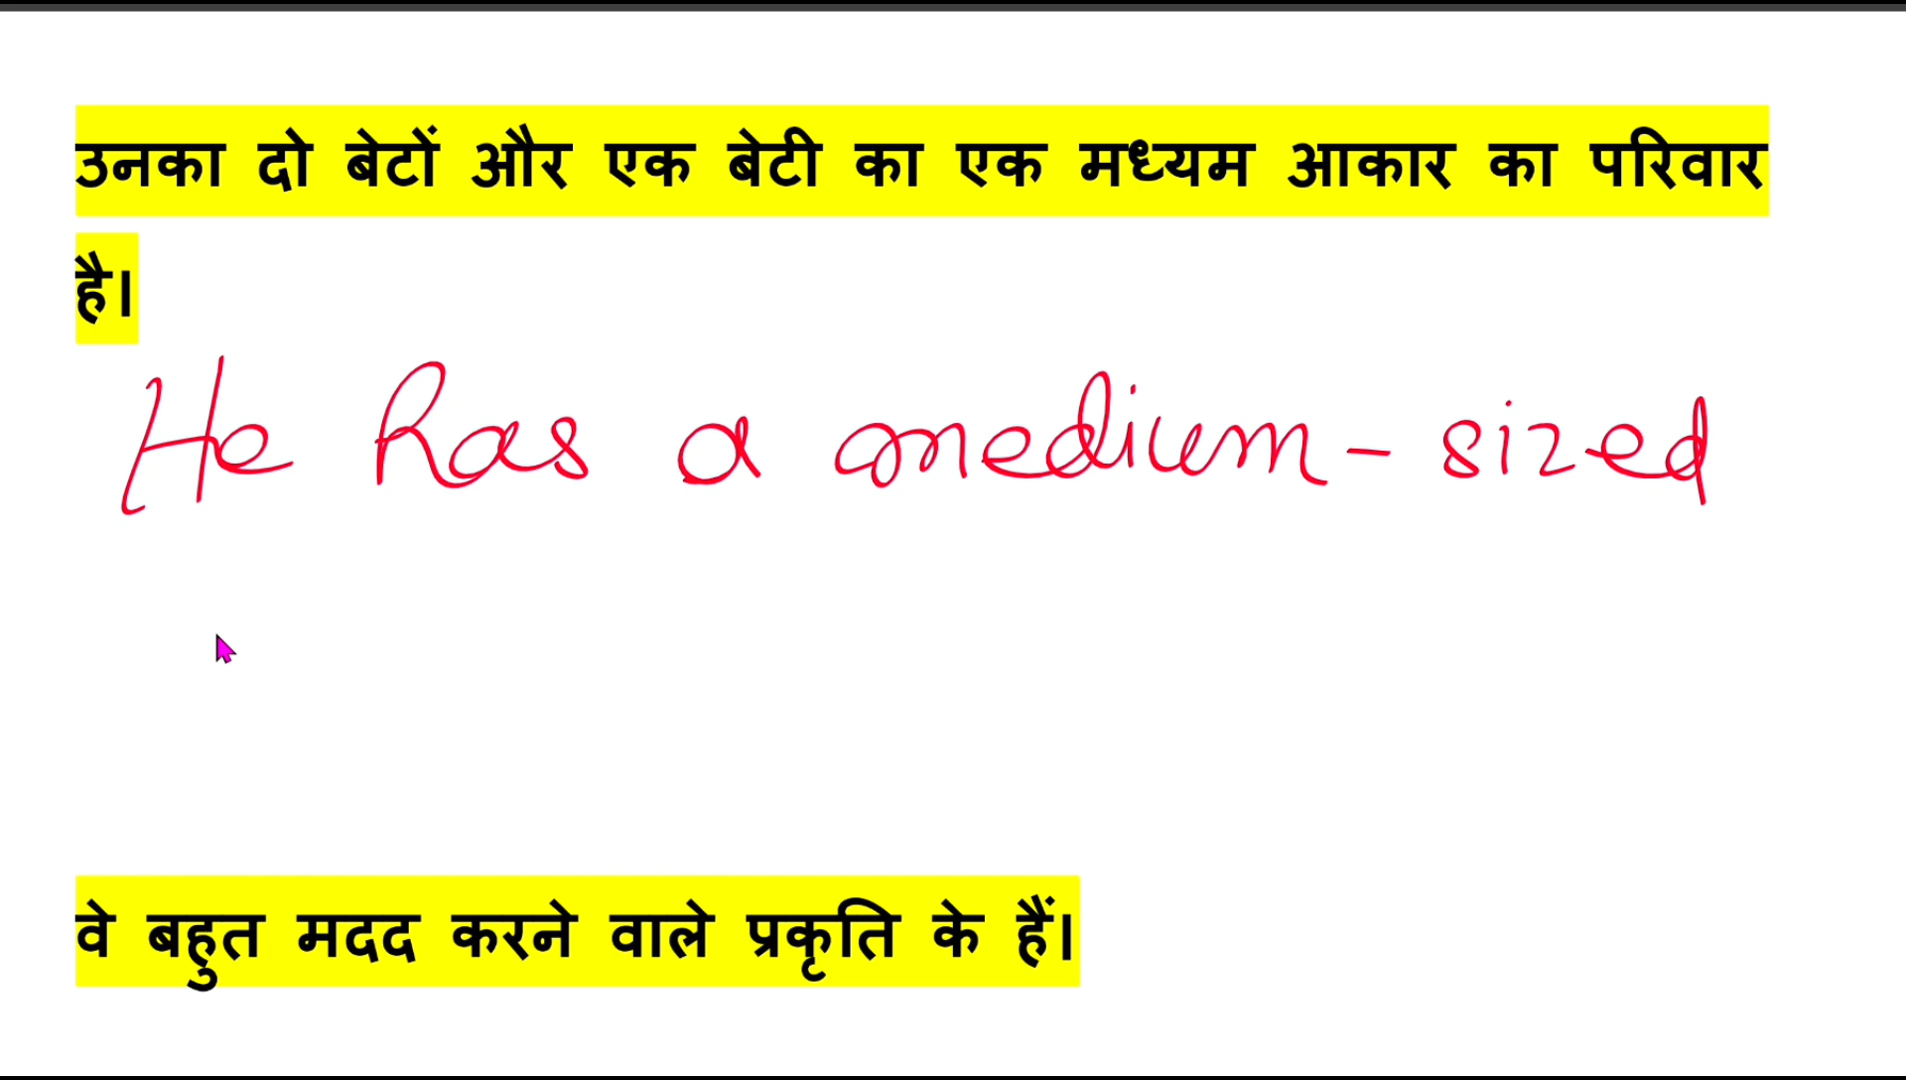 उनका दो बेटों और एक बेटी का एक मध्यम आकार का परिवार
है।
He has a medium-sized
वे बहुत मदद करने वाले प्रकृति के हैं।